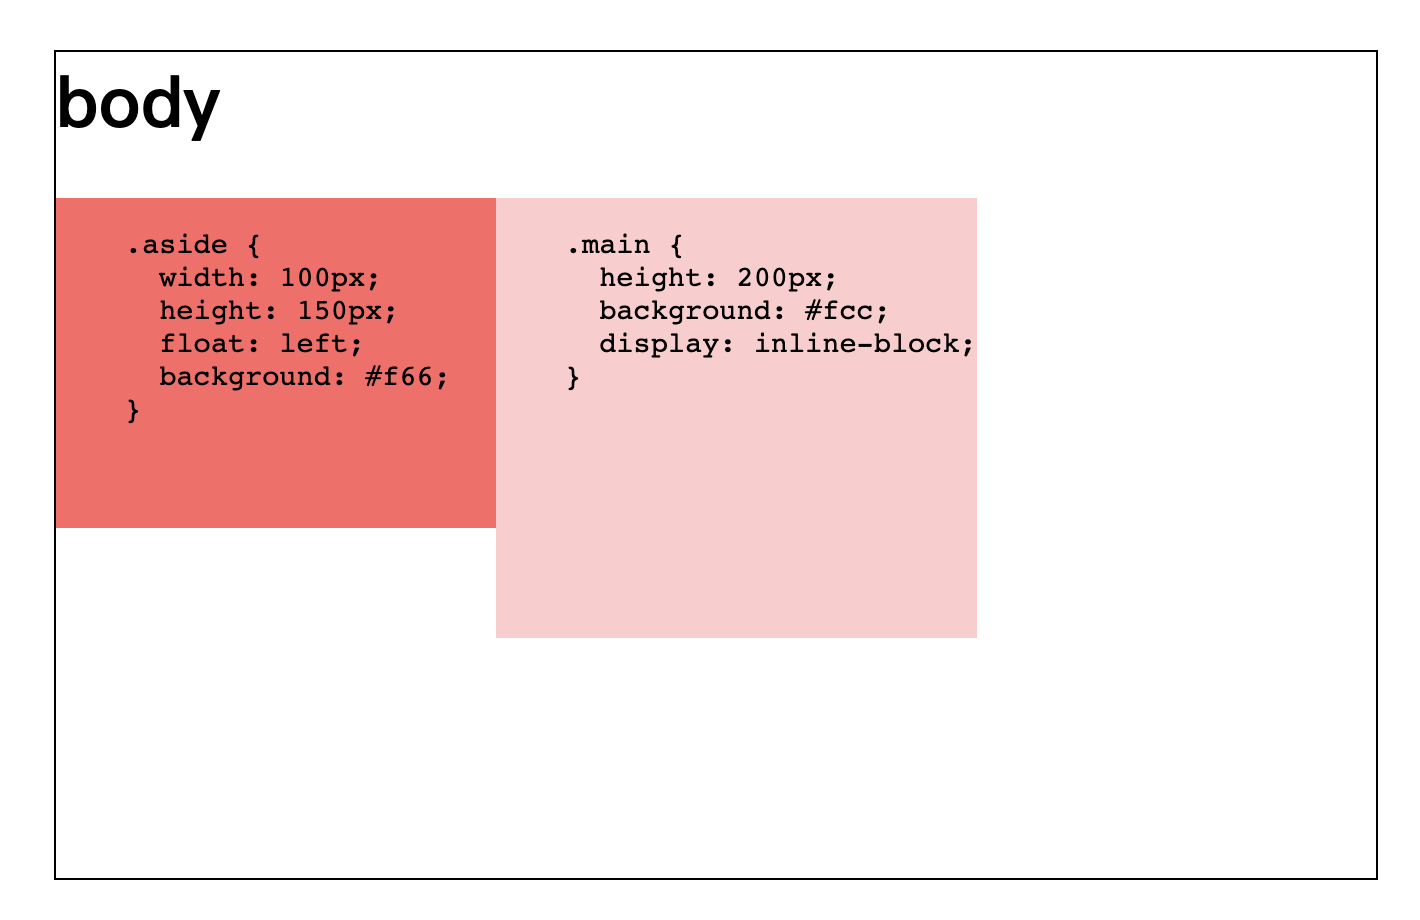 body
.aside {
  width: 100px;
  height: 150px;
  float: left;
  background: #f66;
}
.main {
  height: 200px;
  background: #fcc;
  display: inline-block;
}